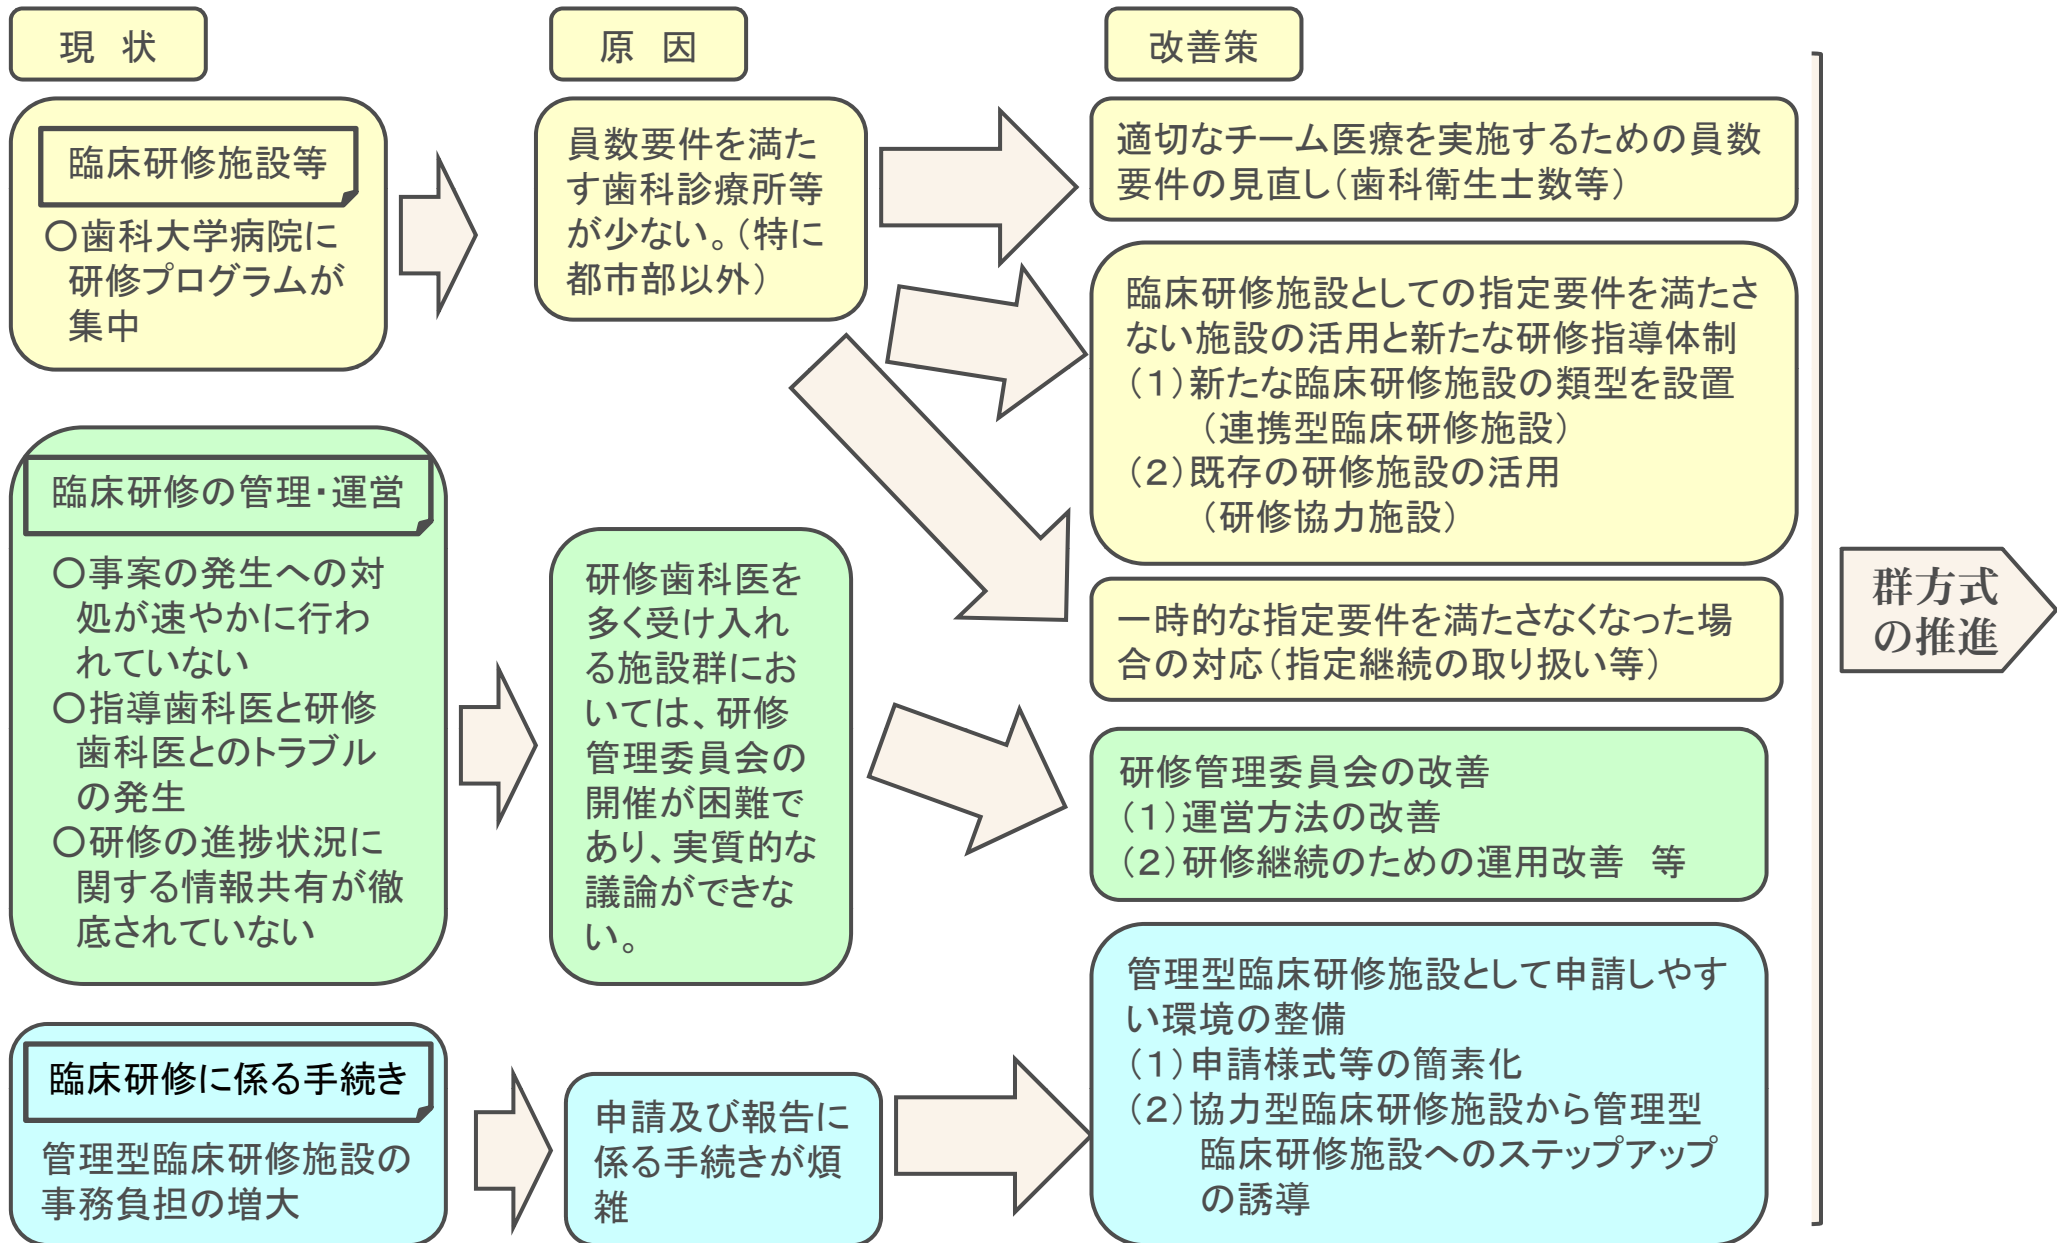 現 状
原 因
改善策
臨床研修施設等
〇歯科大学病院に
研修プログラムが
集中
員数要件を満た
す歯科診療所等
が少ない。（特に
都市部以外）
適切なチーム医療を実施するための員数
要件の見直し（歯科衛生士数等）
臨床研修施設としての指定要件を満たさ
ない施設の活用と新たな研修指導体制
（１）新たな臨床研修施設の類型を設置
（連携型臨床研修施設）
（２）既存の研修施設の活用
（研修協力施設）
一時的な指定要件を満たさなくなった場
合の対応（指定継続の取り扱い等）
臨床研修の管理・運営
〇事案の発生への対
処が速やかに行わ
れていない
〇指導歯科医と研修
歯科医とのトラブル
の発生
〇研修の進捗状況に
関する情報共有が徹
底されていない
研修歯科医を
多く受け入れ
る施設群にお
いては、研修
管理委員会の
開催が困難で
あり、実質的な
議論ができな
い。
研修管理委員会の改善
（１）運営方法の改善
（２）研修継続のための運用改善　等
臨床研修に係る手続き
管理型臨床研修施設の
事務負担の増大
申請及び報告に
係る手続きが煩
雑
管理型臨床研修施設として申請しやす
い環境の整備
（１）申請様式等の簡素化
（２）協力型臨床研修施設から管理型
臨床研修施設へのステップアップ
の誘導
群方式
の推進